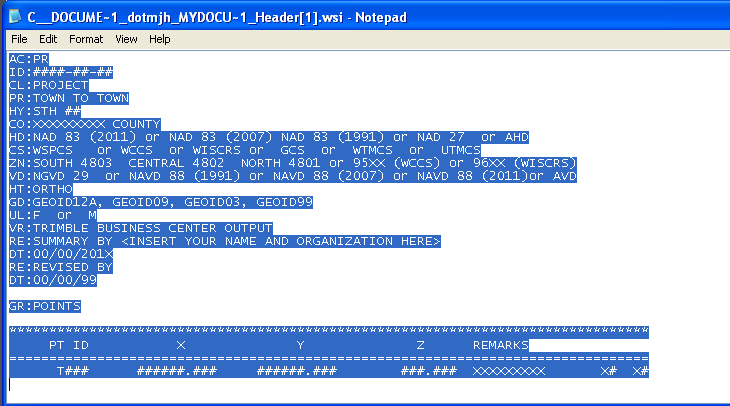 C__DOCUME~1_dotmjh_MYDOCU~1_Header[1].wsi - Notepad
File Edit Format View Help
AC:PR
ID:####-##-##
CL:PROJECT
PR:TOWN TO TOWN
HY:STH ##
CO:XXXXXXXXX COUNTY
HD:NAD 83 (2011) or NAD 83 (2007) NAD 83 (1991) or NAD 27  or AHD
CS:WSPCS   or WCCS  or WISCRS or   GCS   or   WTMCS   or   UTMCS
ZN:SOUTH 4803  CENTRAL 4802  NORTH 4801 or 95XX (WCCS) or 96XX (WISCRS)
VD:NGVD 29  or NAVD 88 (1991) or NAVD 88 (2007) or NAVD 88 (2011)or AVD
HT:ORTHO
GD:GEOID12A, GEOID09, GEOID03, GEOID99
UL:F  or  M
VR:TRIMBLE BUSINESS CENTER OUTPUT
RE:SUMMARY BY <INSERT YOUR NAME AND ORGANIZATION HERE>
DT:00/00/201X
RE:REVISED BY
DT:00/00/99
GR:POINTS
********************************************************************************
PT ID           X              Y              Z      REMARKS
================================================================================
T###      ######.###     ######.###        ###.###  XXXXXXXXX       X#  X#